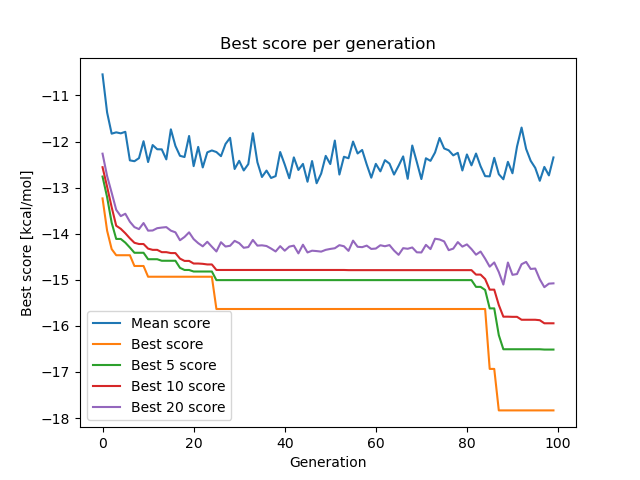 Best score per generation
Best score [kcal/mol]
−11
−12
−13
−14
−15
−16
−17
−18
Mean score
Best score
Best 5 score
Best 10 score
Best 20 score
0 20 40 60 80 100
Generation